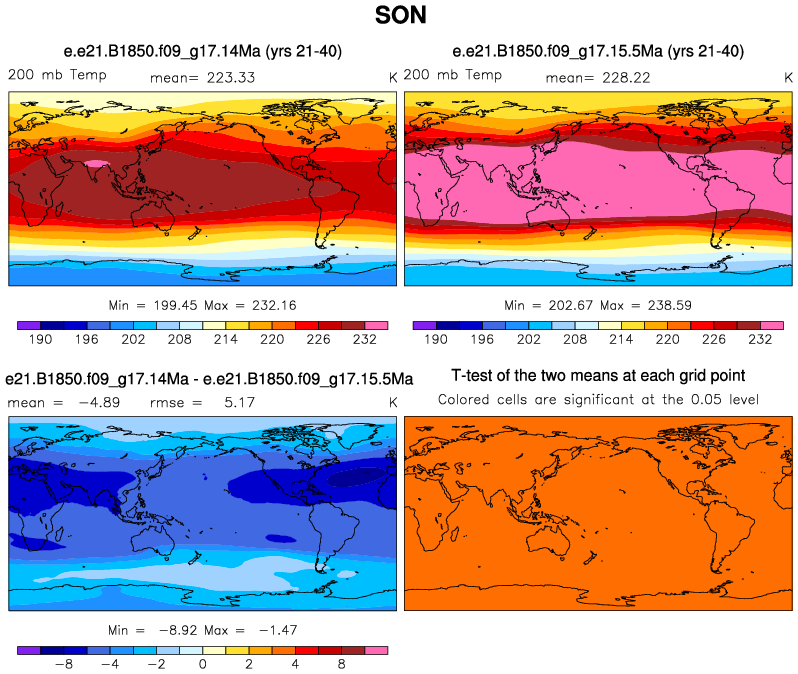 SON
e.e21.B1850.f09_g17.14Ma (yrs 21-40)
200 mb Temp mean= 223.33 K
e.e21.B1850.f09_g17.15.5Ma (yrs 21-40)
200 mb Temp mean= 228.22 K
Min = 199.45 Max = 232.16
190 196 202 208 214 220 226 232
Min = 202.67 Max = 238.59
190 196 202 208 214 220 226 232
e21.B1850.f09_g17.14Ma - e.e21.B1850.f09_g17.15.5Ma
mean = -4.89 rmse = 5.17 K
T-test of the two means at each grid point
Colored cells are significant at the 0.05 level
Min = -8.92 Max = -1.47
-8 -4 -2 0 2 4 8